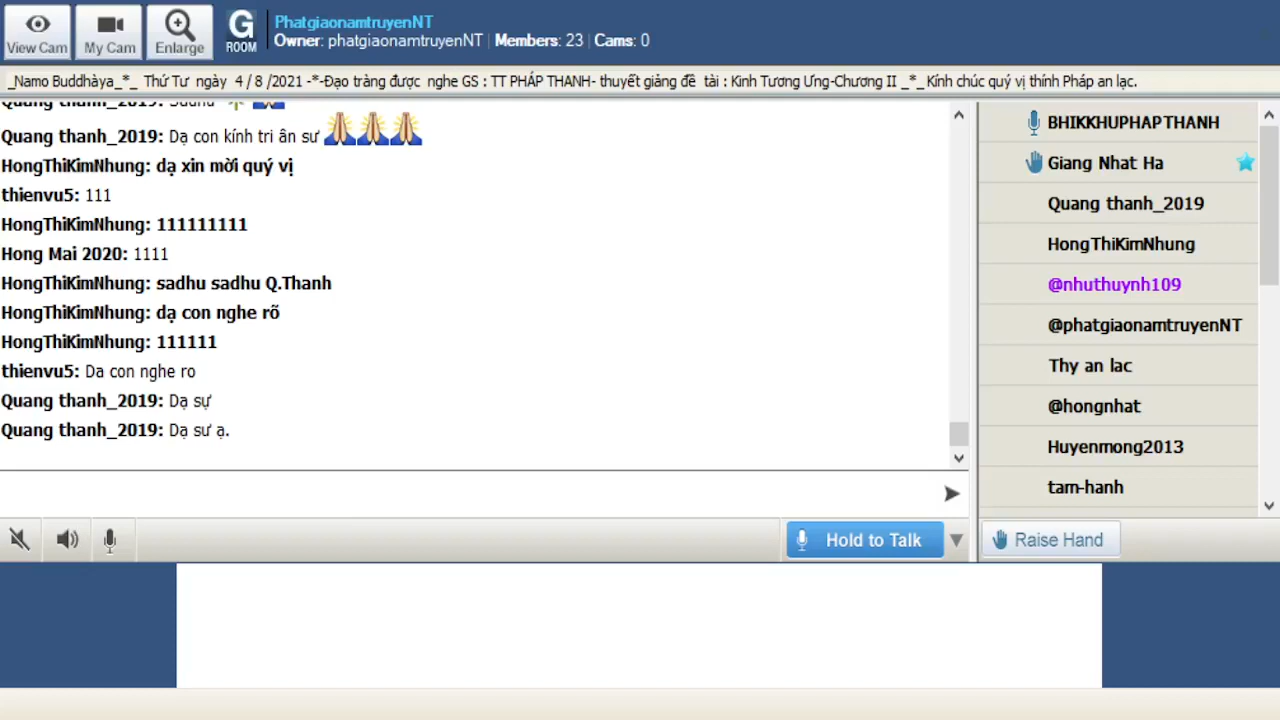 View Cam
My Cam
Enlarge
G
ROOM
PhatgiaonamtruyenNT
Owner: phatgiaonamtruyenNT | Members: 23 | Cams: 0
_Namo Buddhàya_*_ Thứ Tư ngày 4 / 8 /2021 -*-Đạo tràng được nghe GS : TT PHÁP THANH- thuyết giảng đề tài : Kinh Tương Ưng-Chương II _*_ Kính chúc quý vị thính Pháp an lạc.
Quang thanh_2019: Sadhu
Quang thanh_2019: Dạ con kính tri ân sư
HongThiKimNhung: dạ xin mời quý vị
thienvu5: 111
HongThiKimNhung: 111111111
Hong Mai 2020: 1111
HongThiKimNhung: sadhu sadhu Q.Thanh
HongThiKimNhung: dạ con nghe rõ
HongThiKimNhung: 111111
thienvu5: Da con nghe ro
Quang thanh_2019: Dạ sự
Quang thanh_2019: Dạ sư ạ.
BHIKKHUPHAPTHANH
Giang Nhat Ha
Quang thanh_2019
HongThiKimNhung
@nhuthuynh109
@phatgiaonamtruyenNT
Thy an lac
@hongnhat
Huyenmong2013
tam-hanh
Hold to Talk
Raise Hand